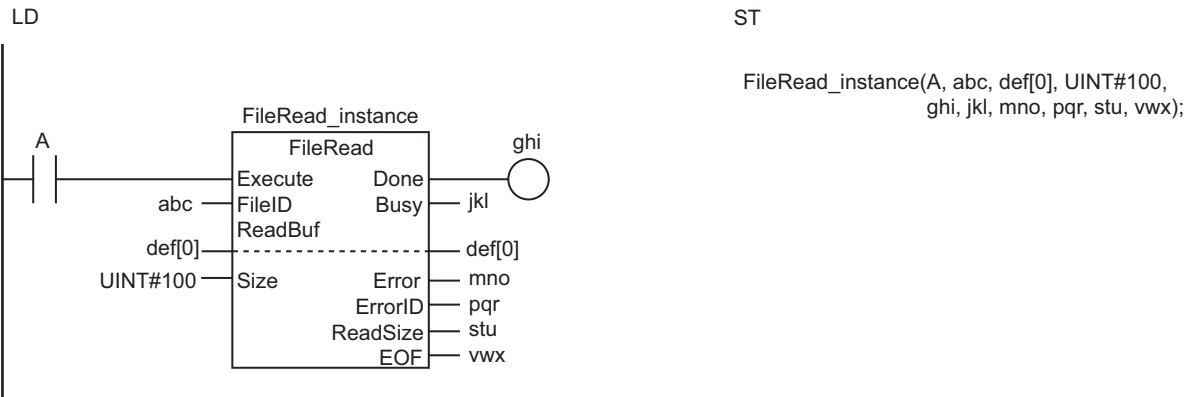 LD
ST
FileRead_instance(A, abc, def[0], UINT#100,
ghi, jkl, mno, pqr, stu, vwx);
FileRead_instance
A
FileRead
ghi
Execute Done
abc FileID Busy jkl
ReadBuf
def[0] def[0]
UINT#100 Size Error mno
ErrorID pqr
ReadSize stu
EOF vwx